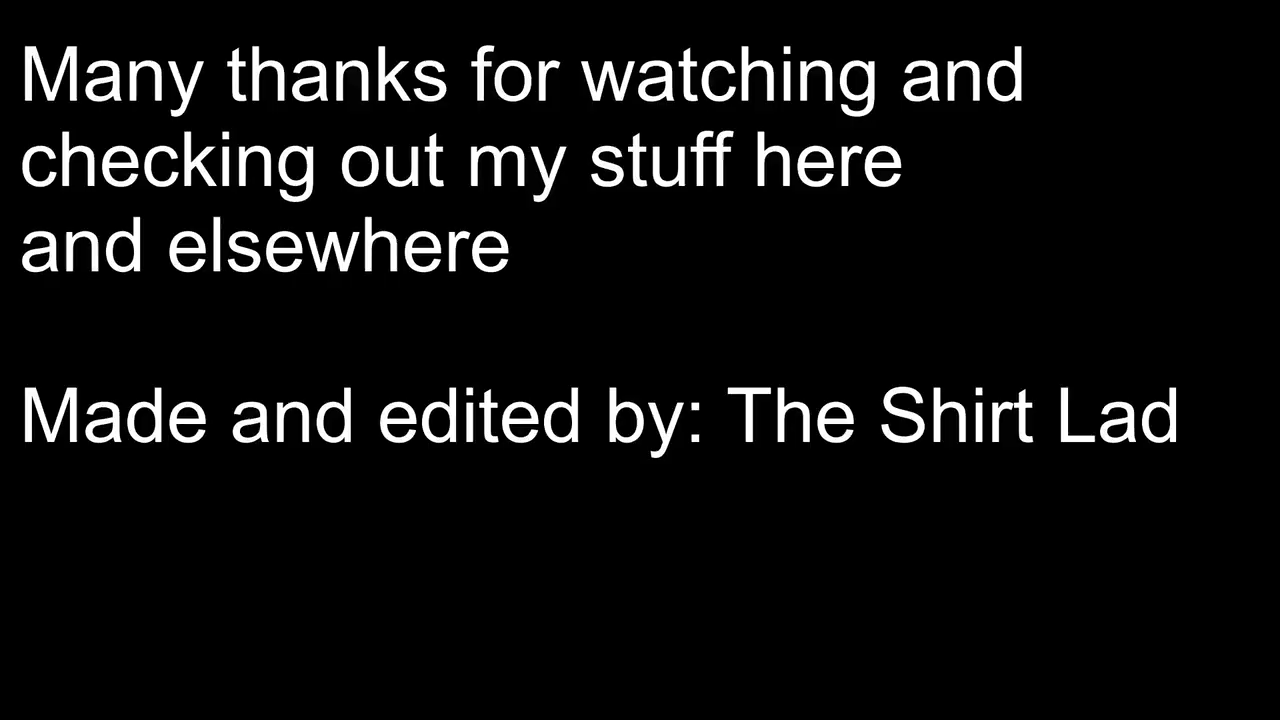 Many thanks for watching and
checking out my stuff here
and elsewhere
Made and edited by: The Shirt Lad